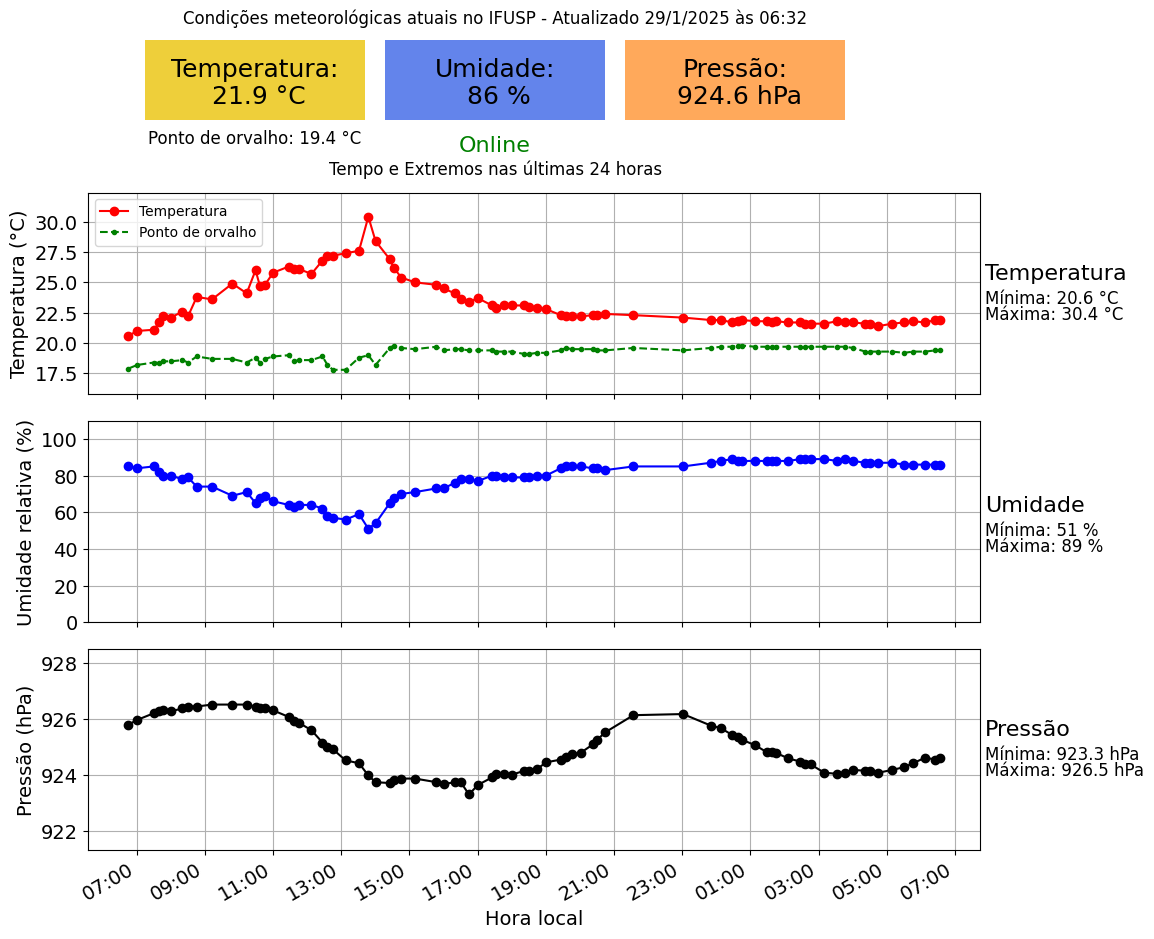 Condições meteorológicas atuais no IFUSP - Atualizado 29/1/2025 às 06:32
Temperatura:
21.9 °C
Umidade:
86 %
Pressão:
924.6 hPa
Ponto de orvalho: 19.4 °C
Online
Tempo e Extremos nas últimas 24 horas
Temperatura (°C)
30.0
27.5
25.0
22.5
20.0
17.5
Temperatura
Ponto de orvalho
Temperatura
Mínima: 20.6 °C
Máxima: 30.4 °C
Umidade relativa (%)
100
80
60
40
20
0
Umidade
Mínima: 51 %
Máxima: 89 %
Pressão (hPa)
928
926
924
922
Pressão
Mínima: 923.3 hPa
Máxima: 926.5 hPa
07:00 09:00 11:00 13:00 15:00 17:00 19:00 21:00 23:00 01:00 03:00 05:00 07:00
Hora local